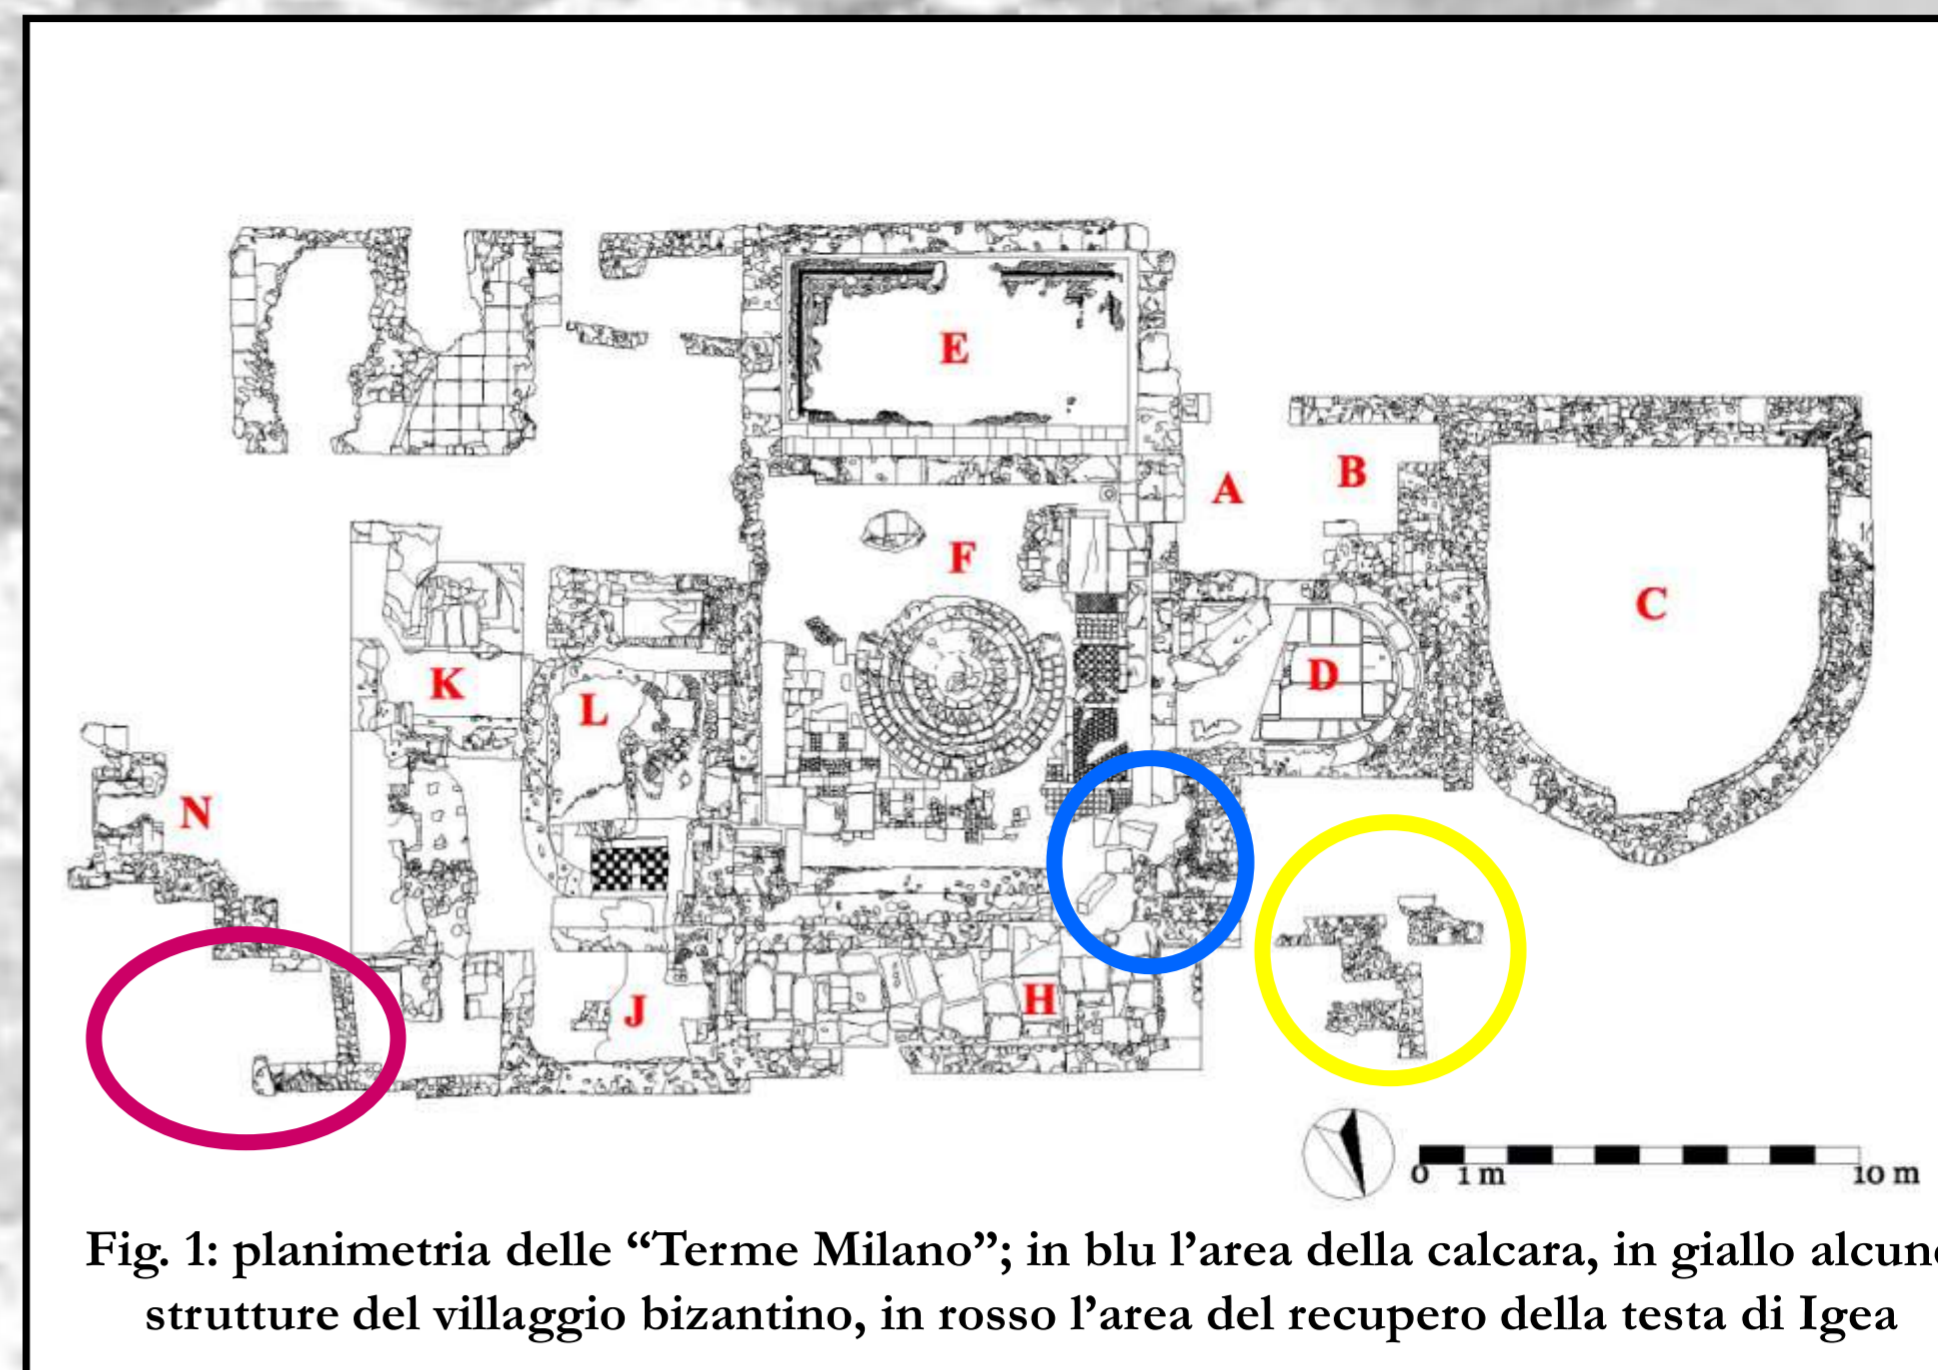 E
A
B
F
C
K
D
L
N
H
J
0 1 m 10 m
Fig. 1: planimetria delle “Terme Milano”; in blu l’area della calcara, in giallo alcune
strutture del villaggio bizantino, in rosso l’area del recupero della testa di Igea